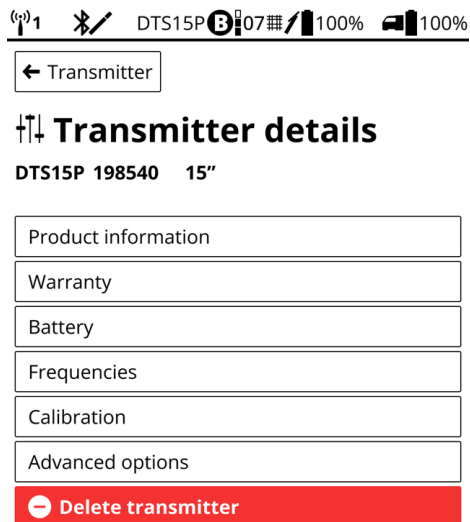 1 DTS15P B 07 100% 100%
← Transmitter
Transmitter details
DTS15P 198540 15”
Product information
Warranty
Battery
Frequencies
Calibration
Advanced options
Delete transmitter